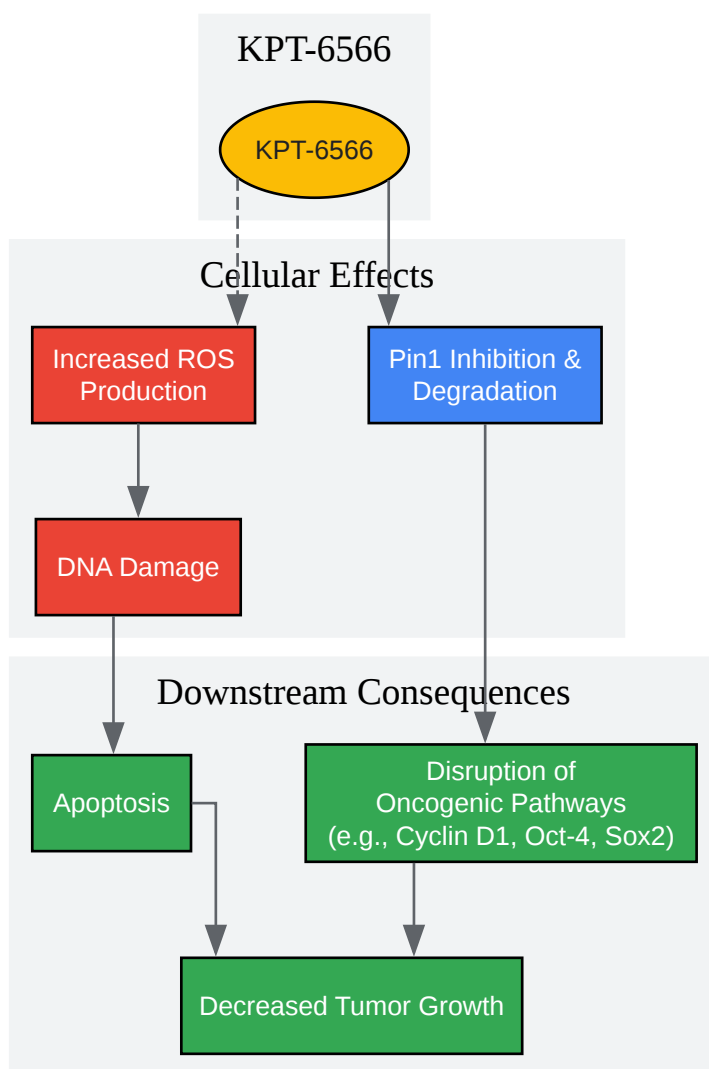 KPT-6566
KPT-6566
Cellular Effects
Increased ROS
Production
Pin1 Inhibition &
Degradation
DNA Damage
Downstream Consequences
Apoptosis
Disruption of
Oncogenic Pathways
(e.g., Cyclin D1, Oct-4, Sox2)
Decreased Tumor Growth